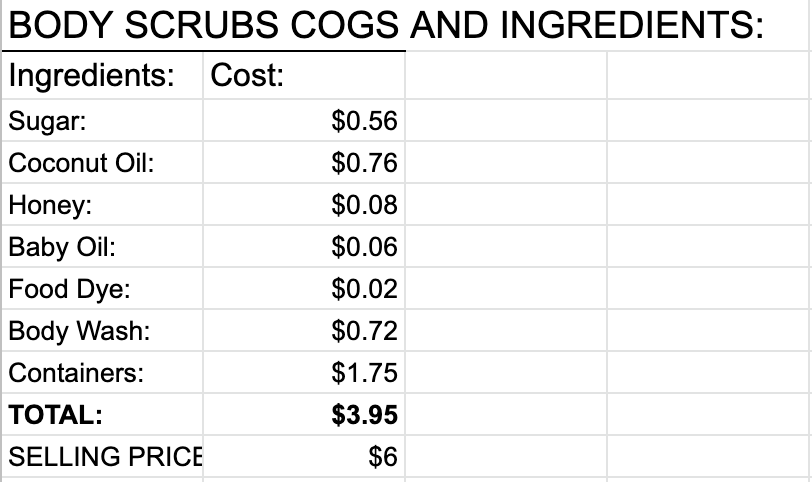 BODY SCRUBS COGS AND INGREDIENTS:
Ingredients: Cost:
Sugar: $0.56
Coconut Oil: $0.76
Honey: $0.08
Baby Oil: $0.06
Food Dye: $0.02
Body Wash: $0.72
Containers: $1.75
TOTAL: $3.95
SELLING PRICE $6